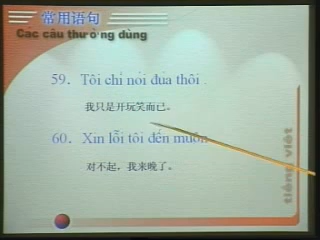 常用语句
Các câu thường dùng
59. Tôi chỉ nói đùa thôi .
我只是开玩笑而已。
60. Xin lỗi tôi đến muộn
对不起，我来晚了。
tiếng việt